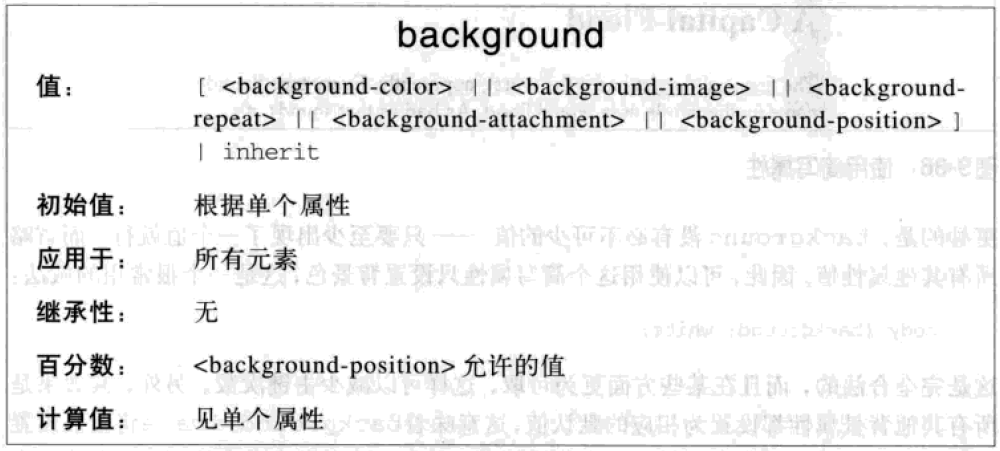 background
值： [ <background-color> || <background-image> || <background-
repeat> || <background-attachment> || <background-position> ]
| inherit
初始值： 根据单个属性
应用于： 所有元素
继承性： 无
百分数： <background-position> 允许的值
计算值： 见单个属性